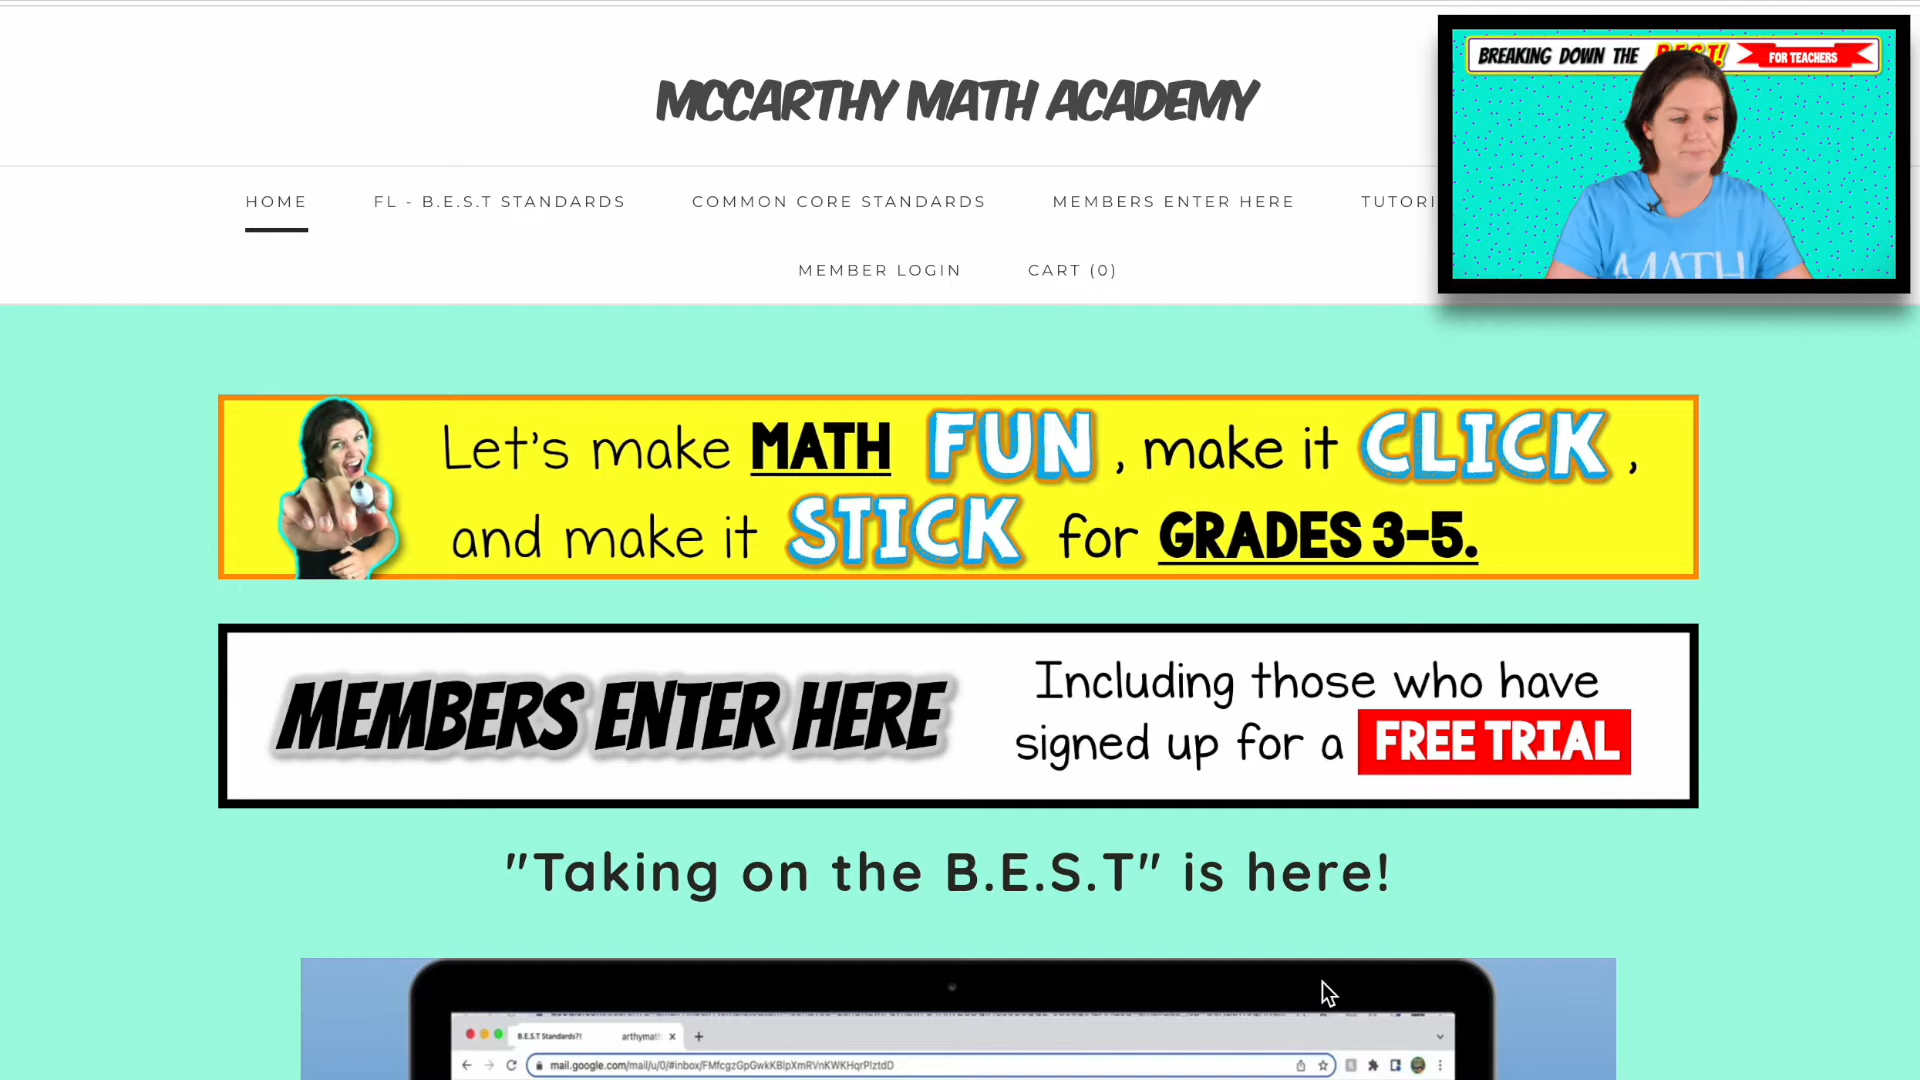 MCCARTHY MATH ACADEMY
BREAKING DOWN THE B.E.S.T!
FOR TEACHERS
MATH
HOME
FL - B.E.S.T STANDARDS
COMMON CORE STANDARDS
MEMBERS ENTER HERE
TUTORI
MEMBER LOGIN
CART (0)
Let's make MATH FUN, make it CLICK,
and make it STICK for GRADES 3-5.
MEMBERS ENTER HERE
Including those who have
signed up for a FREE TRIAL
"Taking on the B.E.S.T" is here!
B.E.S.T Standards?!
arthymath
mail.google.com/mail/u/0/#inbox/